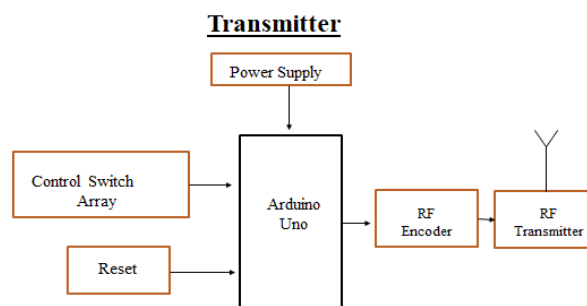 Transmitter
Power Supply
Control Switch
Array
Arduino
Uno
RF
Encoder
RF
Transmitter
Reset